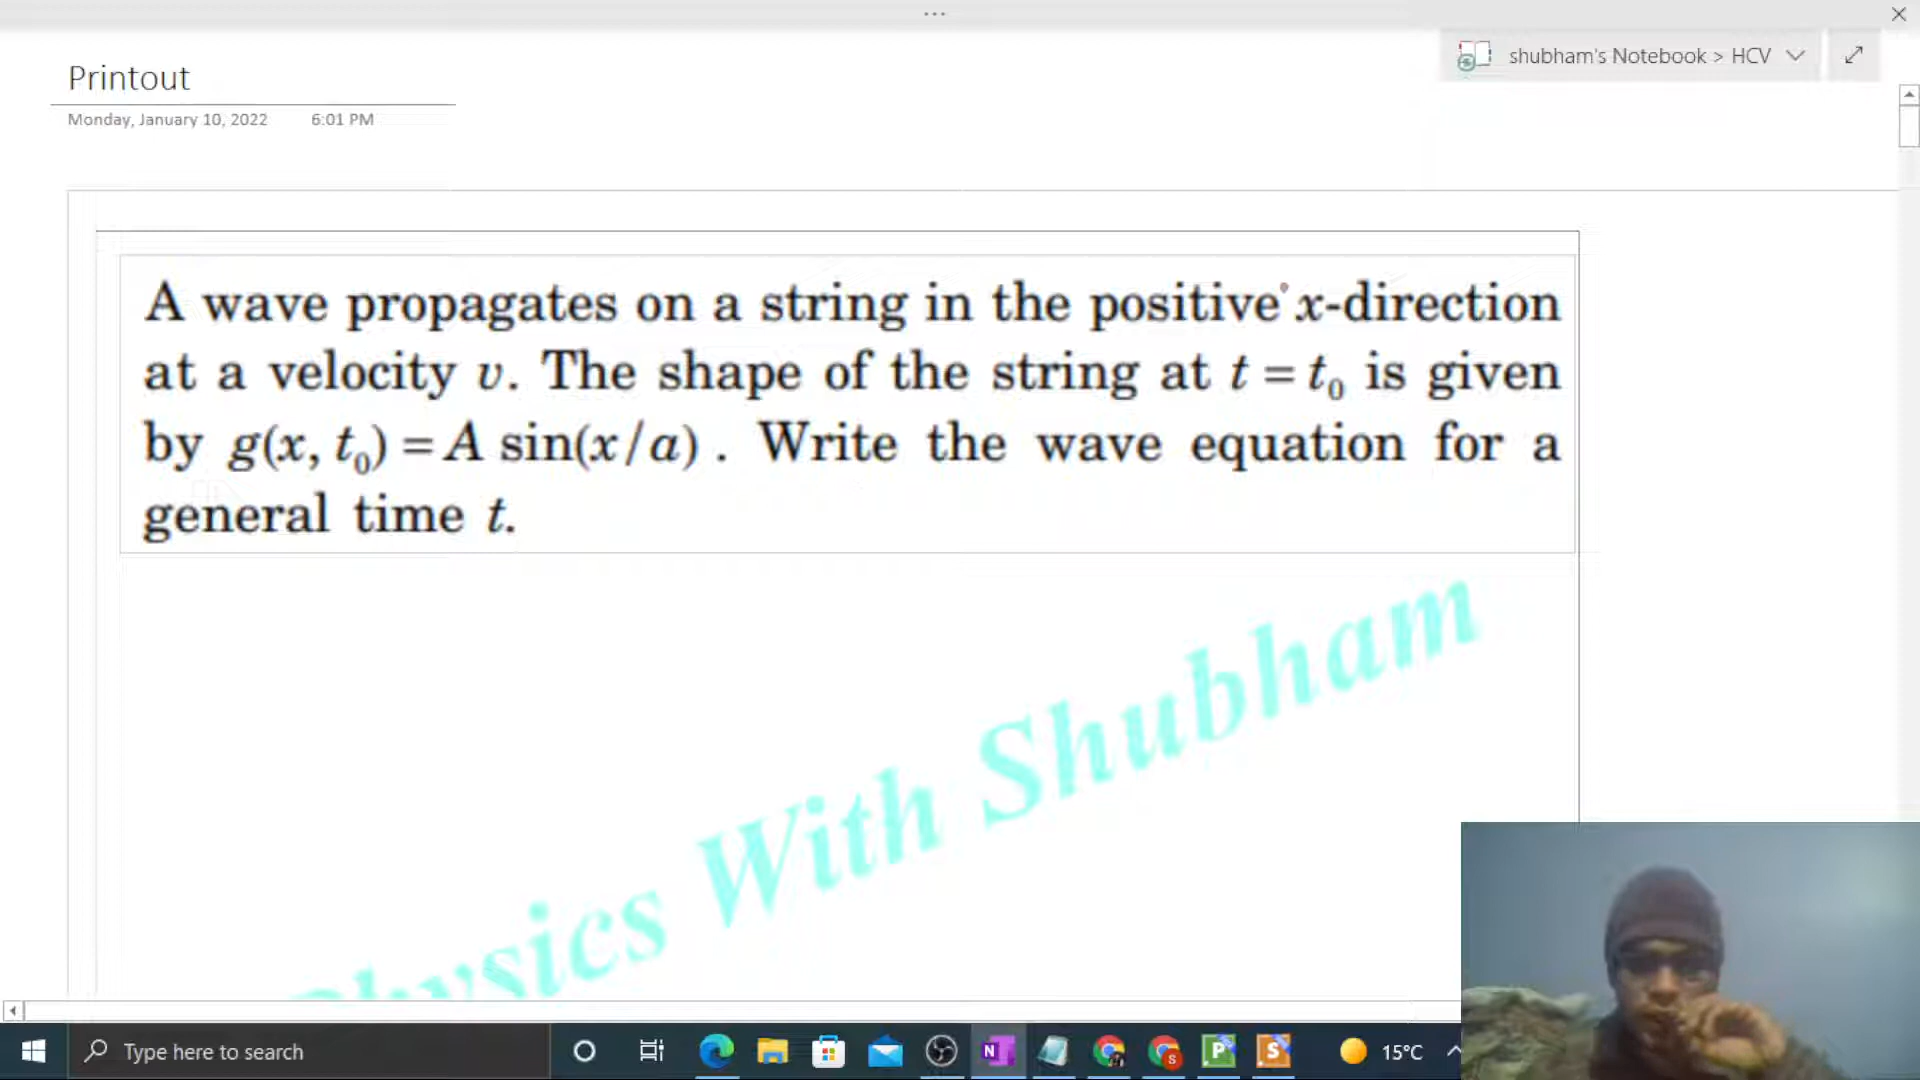 ...
shubham's Notebook > HCV
Printout
Monday, January 10, 2022 6:01 PM
A wave propagates on a string in the positive x-direction
at a velocity v. The shape of the string at t = t₀ is given
by g(x, t₀) = A sin(x/a) . Write the wave equation for a
general time t.
Physics With Shubham
Type here to search
15°C